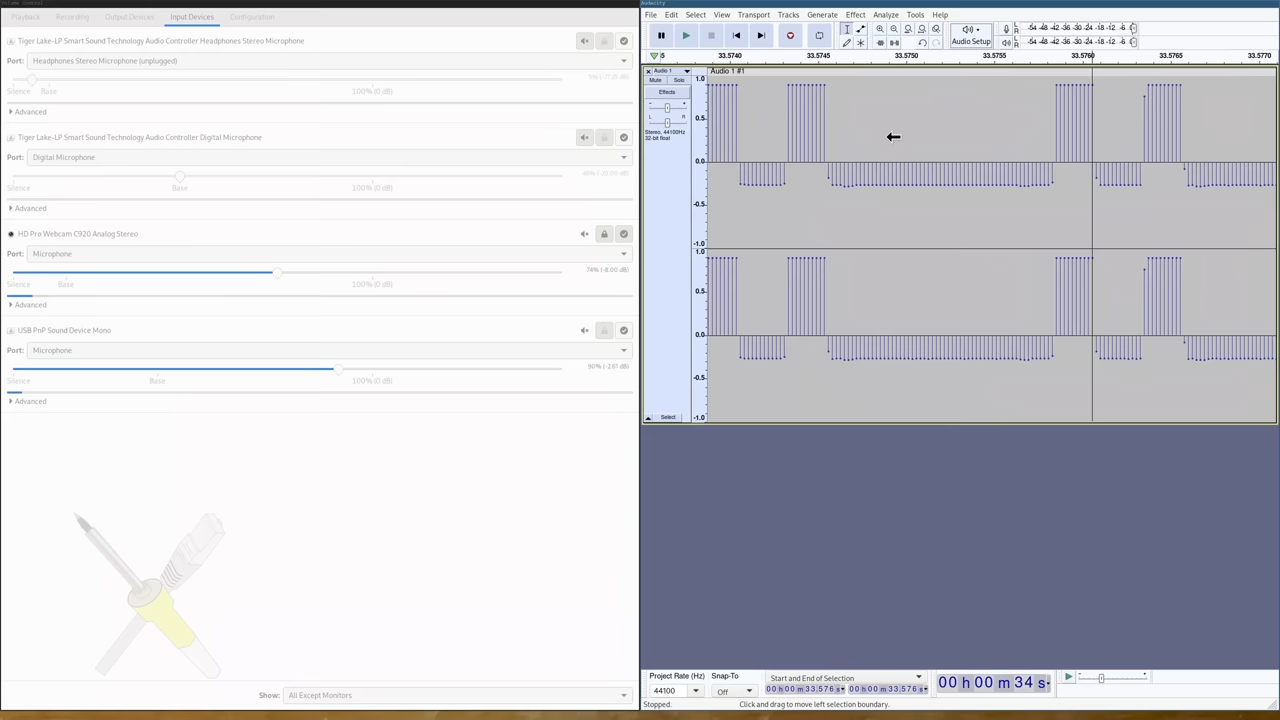 Volume Control
Playback Recording Output Devices Input Devices Configuration
Tiger Lake-LP Smart Sound Technology Audio Controller Headphones Stereo Microphone
Port: Headphones Stereo Microphone (unplugged)
Silence Base 100% (0 dB)
Advanced
Tiger Lake-LP Smart Sound Technology Audio Controller Digital Microphone
Port: Digital Microphone
Silence Base 100% (0 dB)
Advanced
HD Pro Webcam C920 Analog Stereo
Port: Microphone
74% (-8.00 dB)
Silence Base 100% (0 dB)
Advanced
USB PnP Sound Device Mono
Port: Microphone
90% (-2.81 dB)
Silence Base 100% (0 dB)
Advanced
Show: All Except Monitors
Audacity
File Edit Select View Transport Tracks Generate Effect Analyze Tools Help
Audio Setup
L R -54 -48 -42 -36 -30 -24 -18 -12 -6
L R -54 -48 -42 -36 -30 -24 -18 -12 -6
5 33.5740 33.5745 33.5750 33.5755 33.5760 33.5765 33.5770
Audio 1
Audio 1 #1
Mute Solo
Effects
- +
L R
Stereo, 44100Hz
32-bit float
1.0
0.5
0.0
-0.5
-1.0
1.0
0.5
0.0
-0.5
-1.0
Select
Project Rate (Hz) Snap-To Start and End of Selection
44100 Off 00 h 00 m 33,576 s 00 h 00 m 33,576 s
00 h 00 m 34 s
Stopped. Click and drag to move left selection boundary.